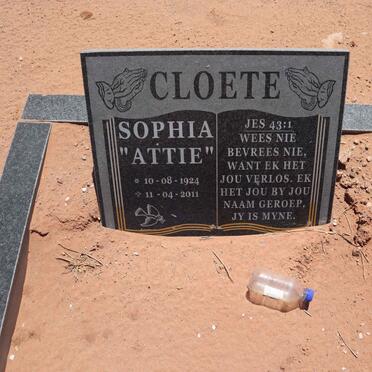 CLOETE
SOPHIA
"ATTIE"
¤ 10-08-1924
✝ 11-04-2011
JES 43:1
WEES NIE
BEVREES NIE,
WANT EK HET
JOU VERLOS. EK
HET JOU BY JOU
NAAM GEROEP,
JY IS MYNE.